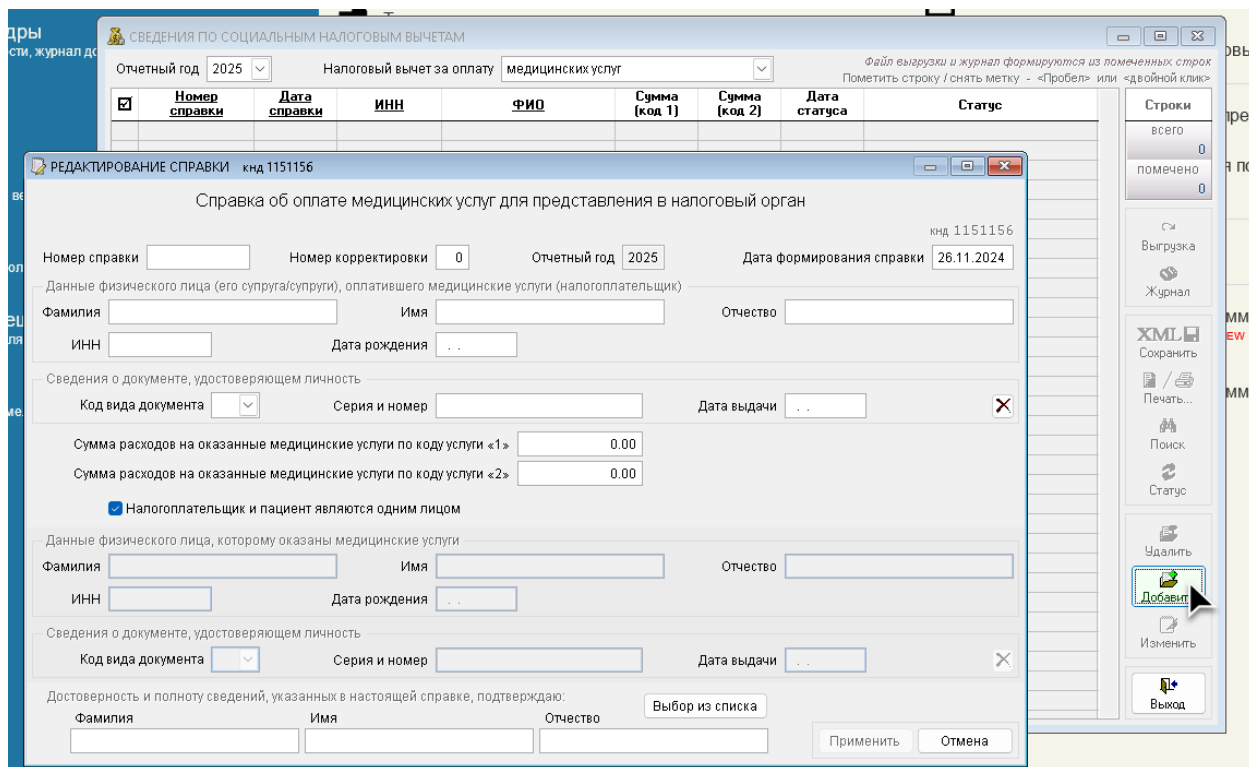 дры
сти, журнал до
СВЕДЕНИЯ ПО СОЦИАЛЬНЫМ НАЛОГОВЫМ ВЫЧЕТАМ
Отчетный год 2025 Налоговый вычет за оплату медицинских услуг
Файл выгрузки и журнал формируются из помеченных строк
Пометить строку / снять метку - «Пробел» или «двойной клик»
Номер справки Дата справки ИНН ФИО Сумма (код 1) Сумма (код 2) Дата статуса Статус
Строки
всего
0
помечено
0
Выгрузка
Журнал
XML
Сохранить
Печать...
Поиск
Статус
Удалить
Добавит
Изменить
Выход
РЕДАКТИРОВАНИЕ СПРАВКИ кнд 1151156
Справка об оплате медицинских услуг для представления в налоговый орган
кнд 1151156
Номер справки Номер корректировки 0 Отчетный год 2025 Дата формирования справки 26.11.2024
Данные физического лица (его супруга/супруги), оплатившего медицинские услуги (налогоплательщик)
Фамилия Имя Отчество
ИНН Дата рождения . .
Сведения о документе, удостоверяющем личность
Код вида документа Серия и номер Дата выдачи . .
Сумма расходов на оказанные медицинские услуги по коду услуги «1» 0.00
Сумма расходов на оказанные медицинские услуги по коду услуги «2» 0.00
Налогоплательщик и пациент являются одним лицом
Данные физического лица, которому оказаны медицинские услуги
Фамилия Имя Отчество
ИНН Дата рождения . .
Сведения о документе, удостоверяющем личность
Код вида документа Серия и номер Дата выдачи . .
Достоверность и полноту сведений, указанных в настоящей справке, подтверждаю:
Выбор из списка
Фамилия Имя Отчество
Применить Отмена